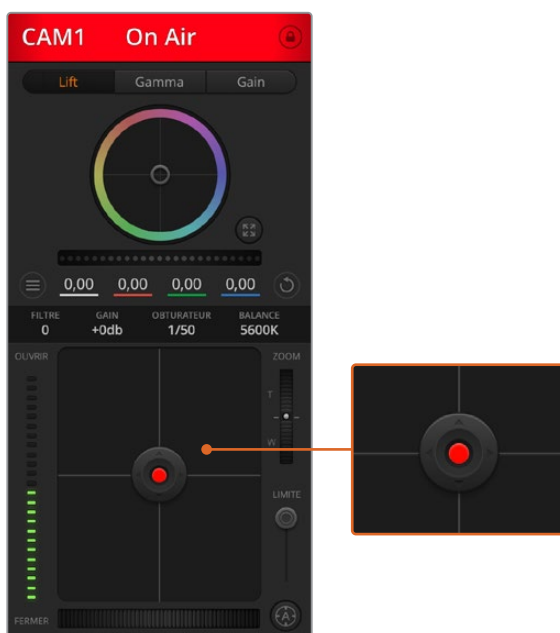 CAM1 On Air
Lift Gamma Gain
0,00 0,00 0,00 0,00
FILTRE GAIN OBTURATEUR BALANCE
0 +0db 1/50 5600K
OUVRIR ZOOM
T
W
LIMITE
FERMER A